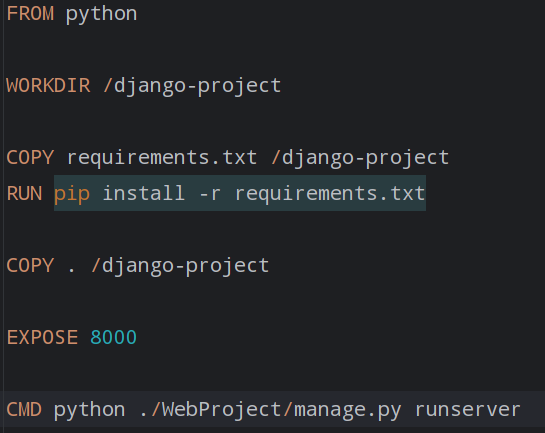 FROM python
WORKDIR /django-project
COPY requirements.txt /django-project
RUN pip install -r requirements.txt
COPY . /django-project
EXPOSE 8000
CMD python ./WebProject/manage.py runserver